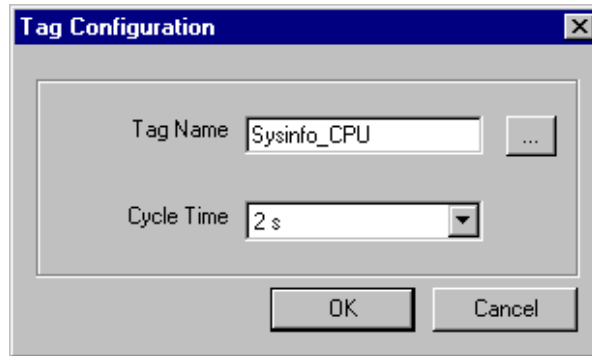 Tag Configuration
Tag Name Sysinfo_CPU ...
Cycle Time 2 s
OK Cancel